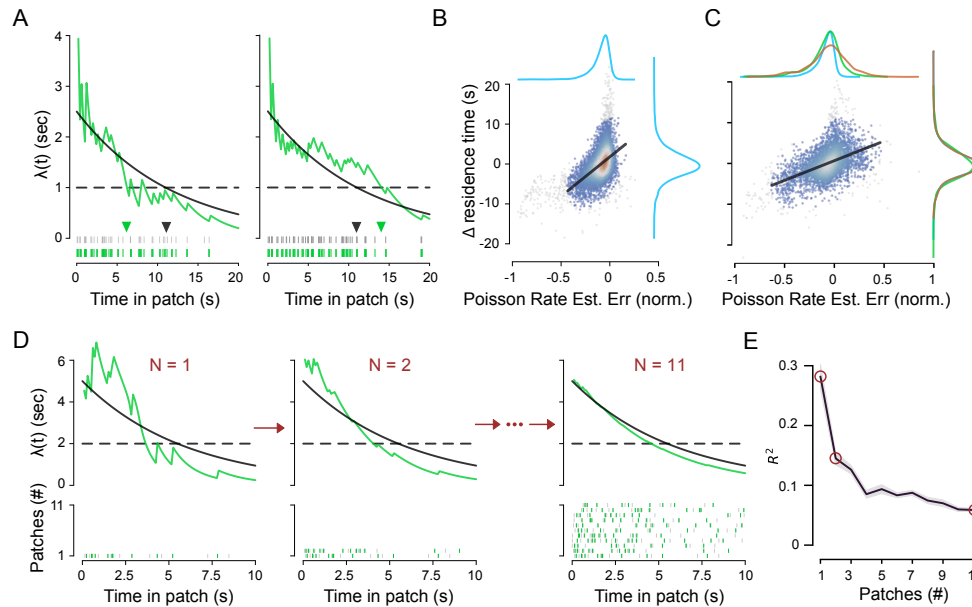 A
B
C
λ(t) (sec)
4
3
2
1
0
0 5 10 15 20
0 5 10 15 20
Time in patch (s)
Time in patch (s)
Δ residence time (s)
20
10
0
-10
-20
-1 -0.5 0 0.5
Poisson Rate Est. Err (norm.)
-1 -0.5 0 0.5 1
Poisson Rate Est. Err (norm.)
D
E
λ(t) (sec)
6
4
2
0
N = 1
N = 2
N = 11
Patches (#)
11
1
0 2.5 5 7.5 10
0 2.5 5 7.5 10
0 2.5 5 7.5 10
Time in patch (s)
Time in patch (s)
Time in patch (s)
R²
0.3
0.2
0.1
0
1 3 5 7 9
Patches (#)